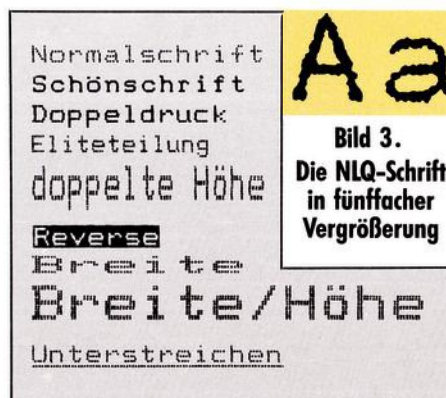 Normalschrift
Schönschrift
Doppeldruck
Eliteteilung
doppelte Höhe
Reverse
Breite
Breite/Höhe
Unterstreichen
Aa
Bild 3.
Die NLQ-Schrift
in fünffacher
Vergrößerung